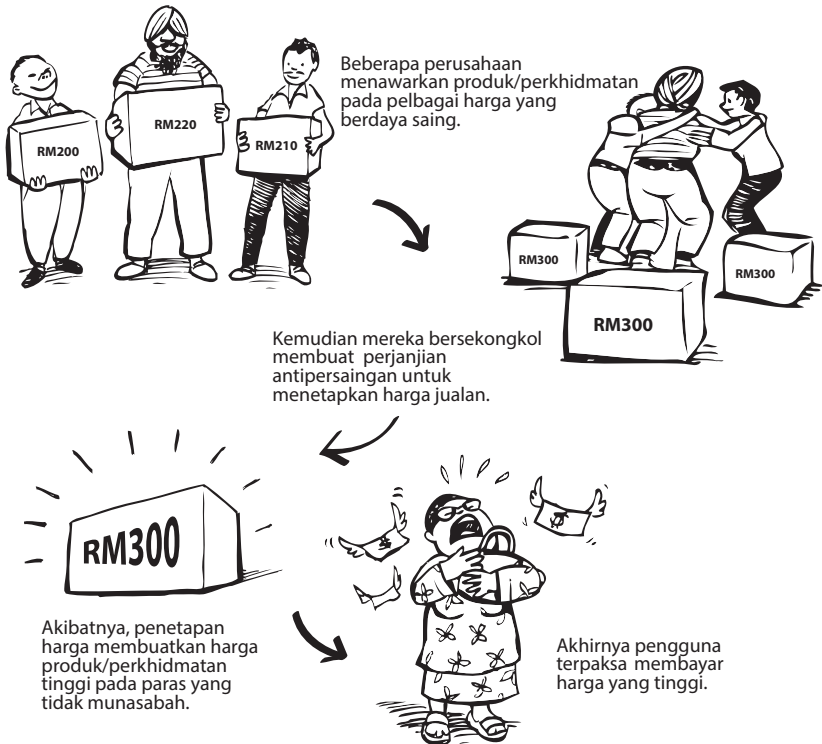 RM200
RM220
RM210
Beberapa perusahaan
menawarkan produk/perkhidmatan
pada pelbagai harga yang
berdaya saing.
RM300
RM300
RM300
Kemudian mereka bersekongkol
membuat perjanjian
antipersaingan untuk
menetapkan harga jualan.
RM300
Akibatnya, penetapan
harga membuatkan harga
produk/perkhidmatan
tinggi pada paras yang
tidak munasabah.
Akhirnya pengguna
terpaksa membayar
harga yang tinggi.